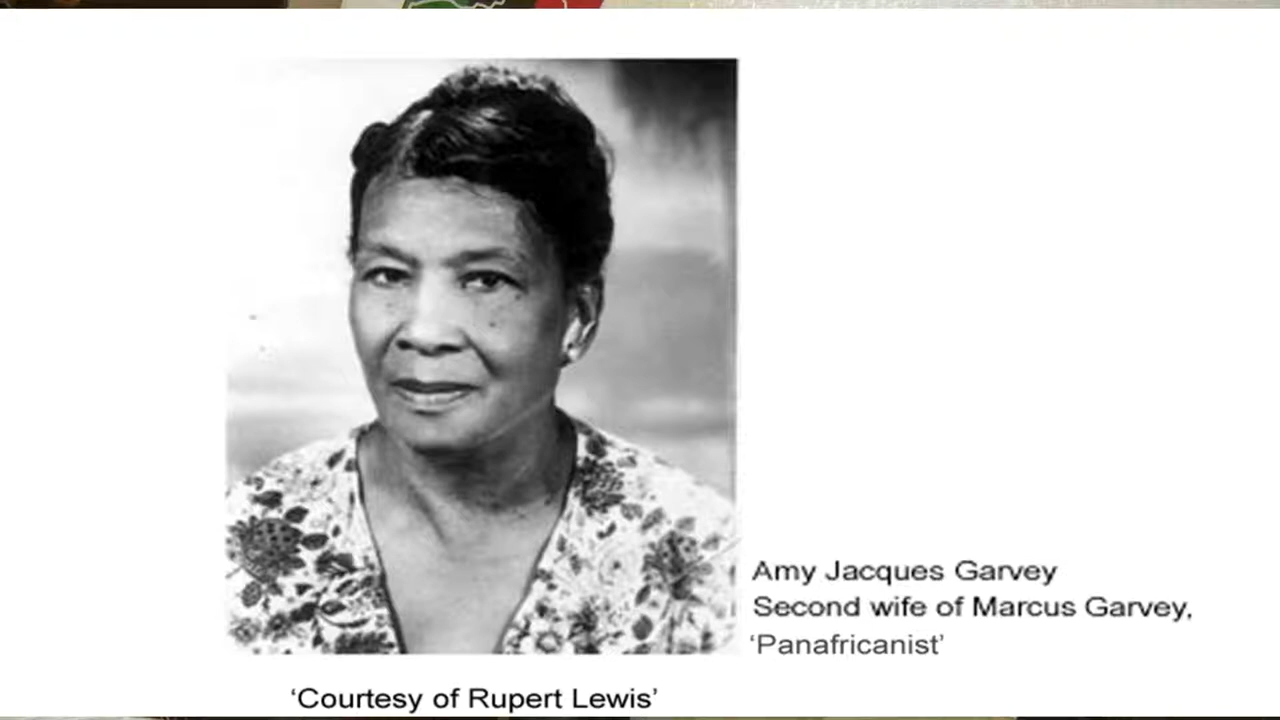 Amy Jacques Garvey
Second wife of Marcus Garvey,
‘Panafricanist’
‘Courtesy of Rupert Lewis’